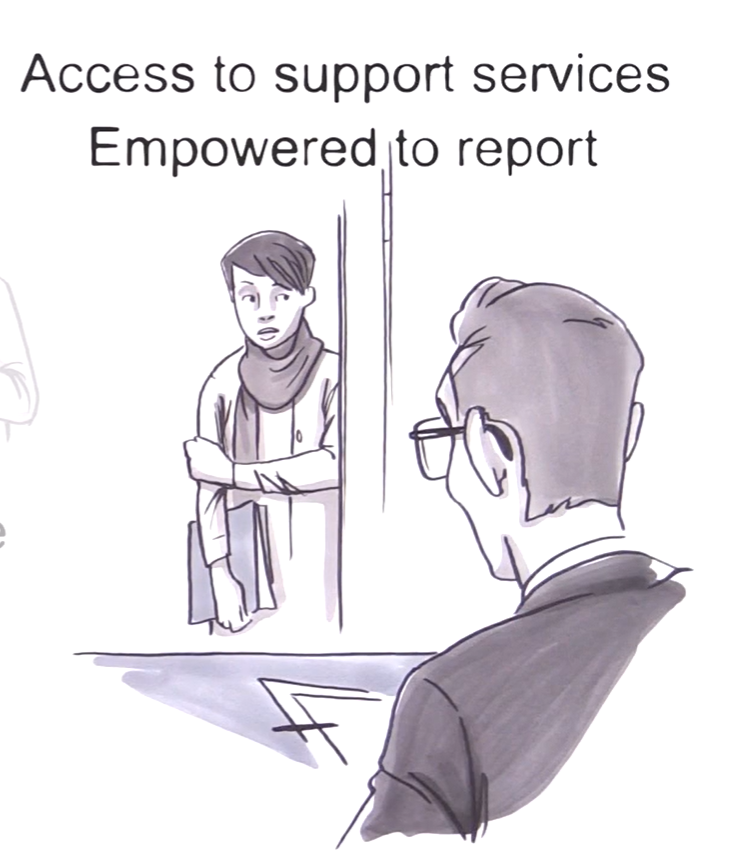 Access to support services
Empowered to report
e